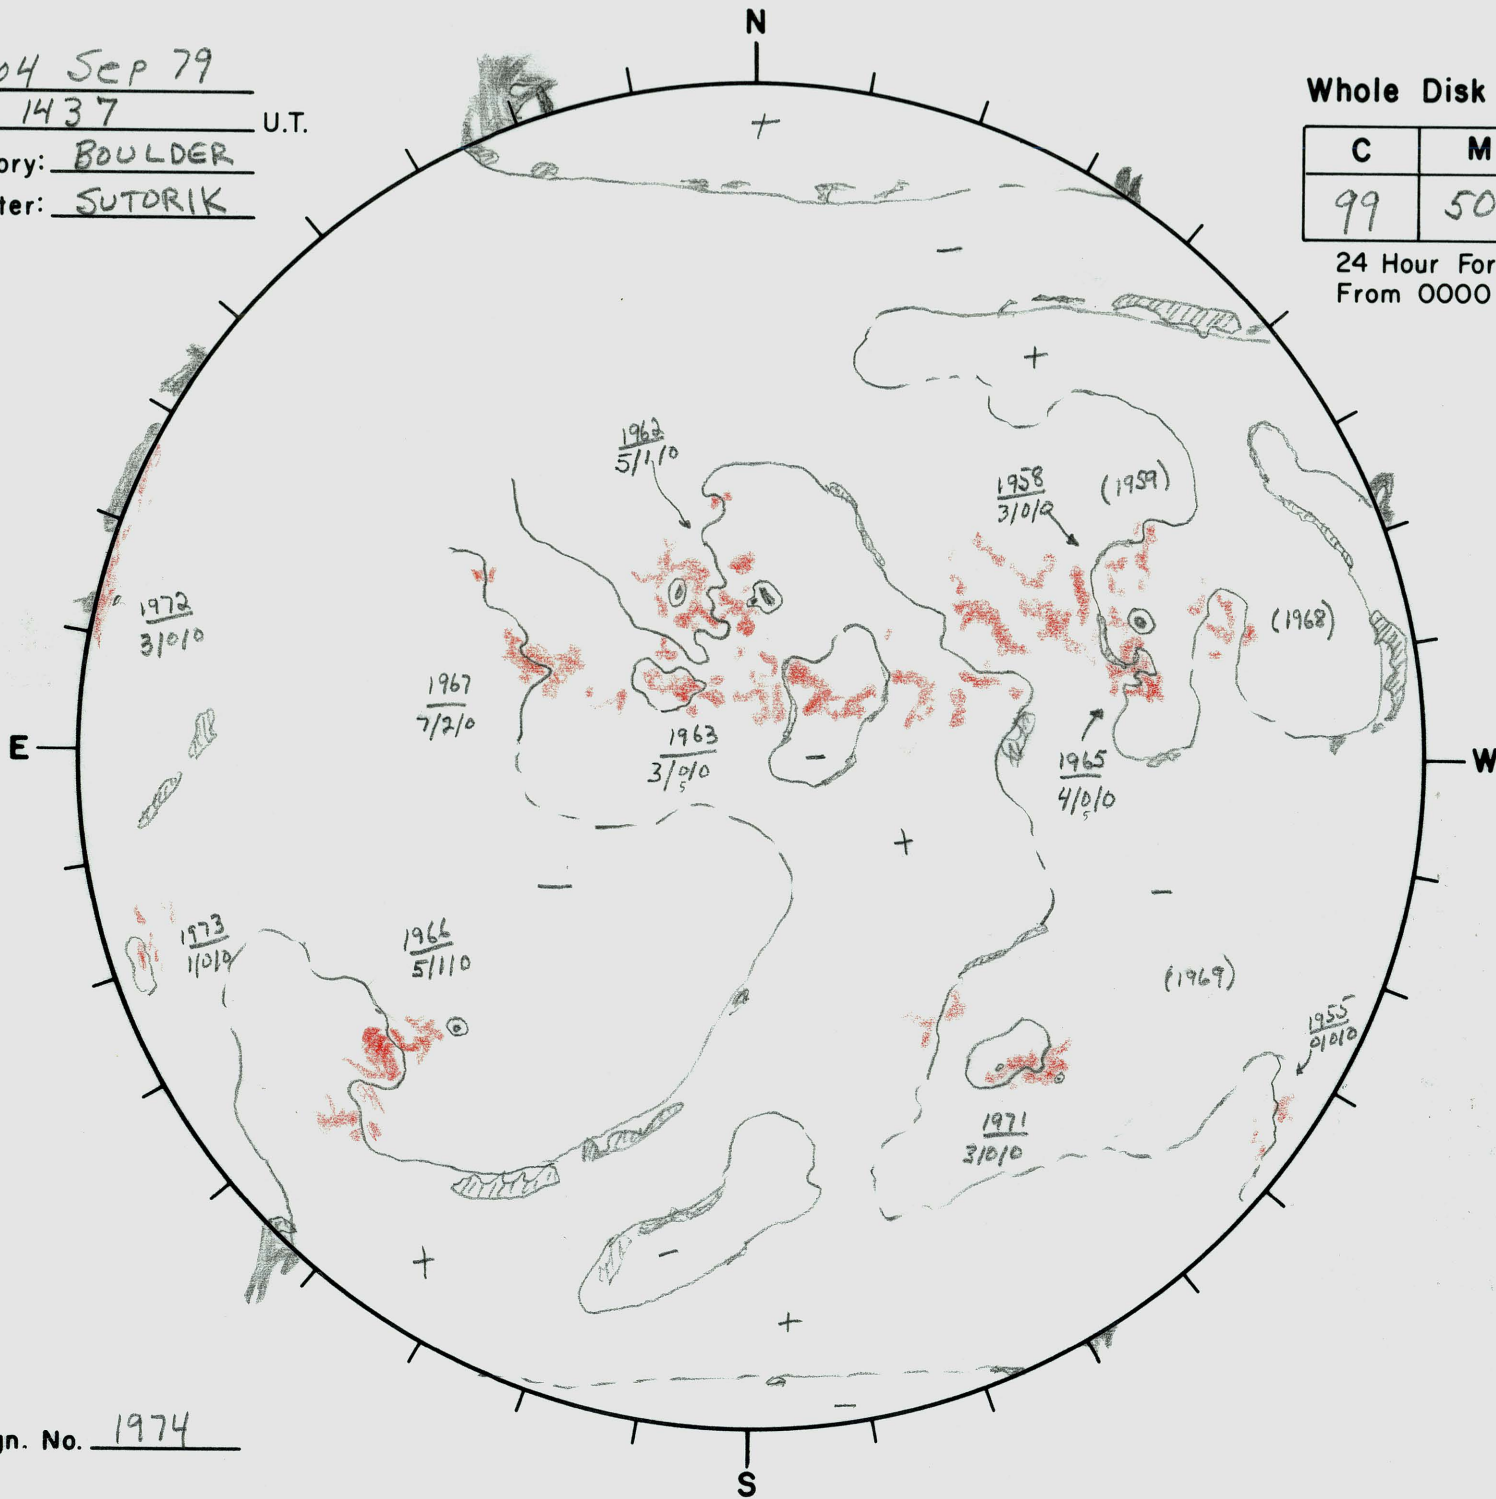 N
04 Sep 79
1437 U.T.
ory: BOULDER
ter: SUTORIK
Whole Disk
C M
99 50
24 Hour For
From 0000
+
−
+
1962
5/1/0
1958
3/0/0
(1959)
1972
3/0/0
(1968)
1967
7/2/0
1963
3/0/0
5
E
W
−
1965
4/0/0
5
+
−
−
1973
1/0/0
1966
5/1/0
(1969)
1955
0/0/0
1971
3/0/0
−
+
+
−
gn. No. 1974
S